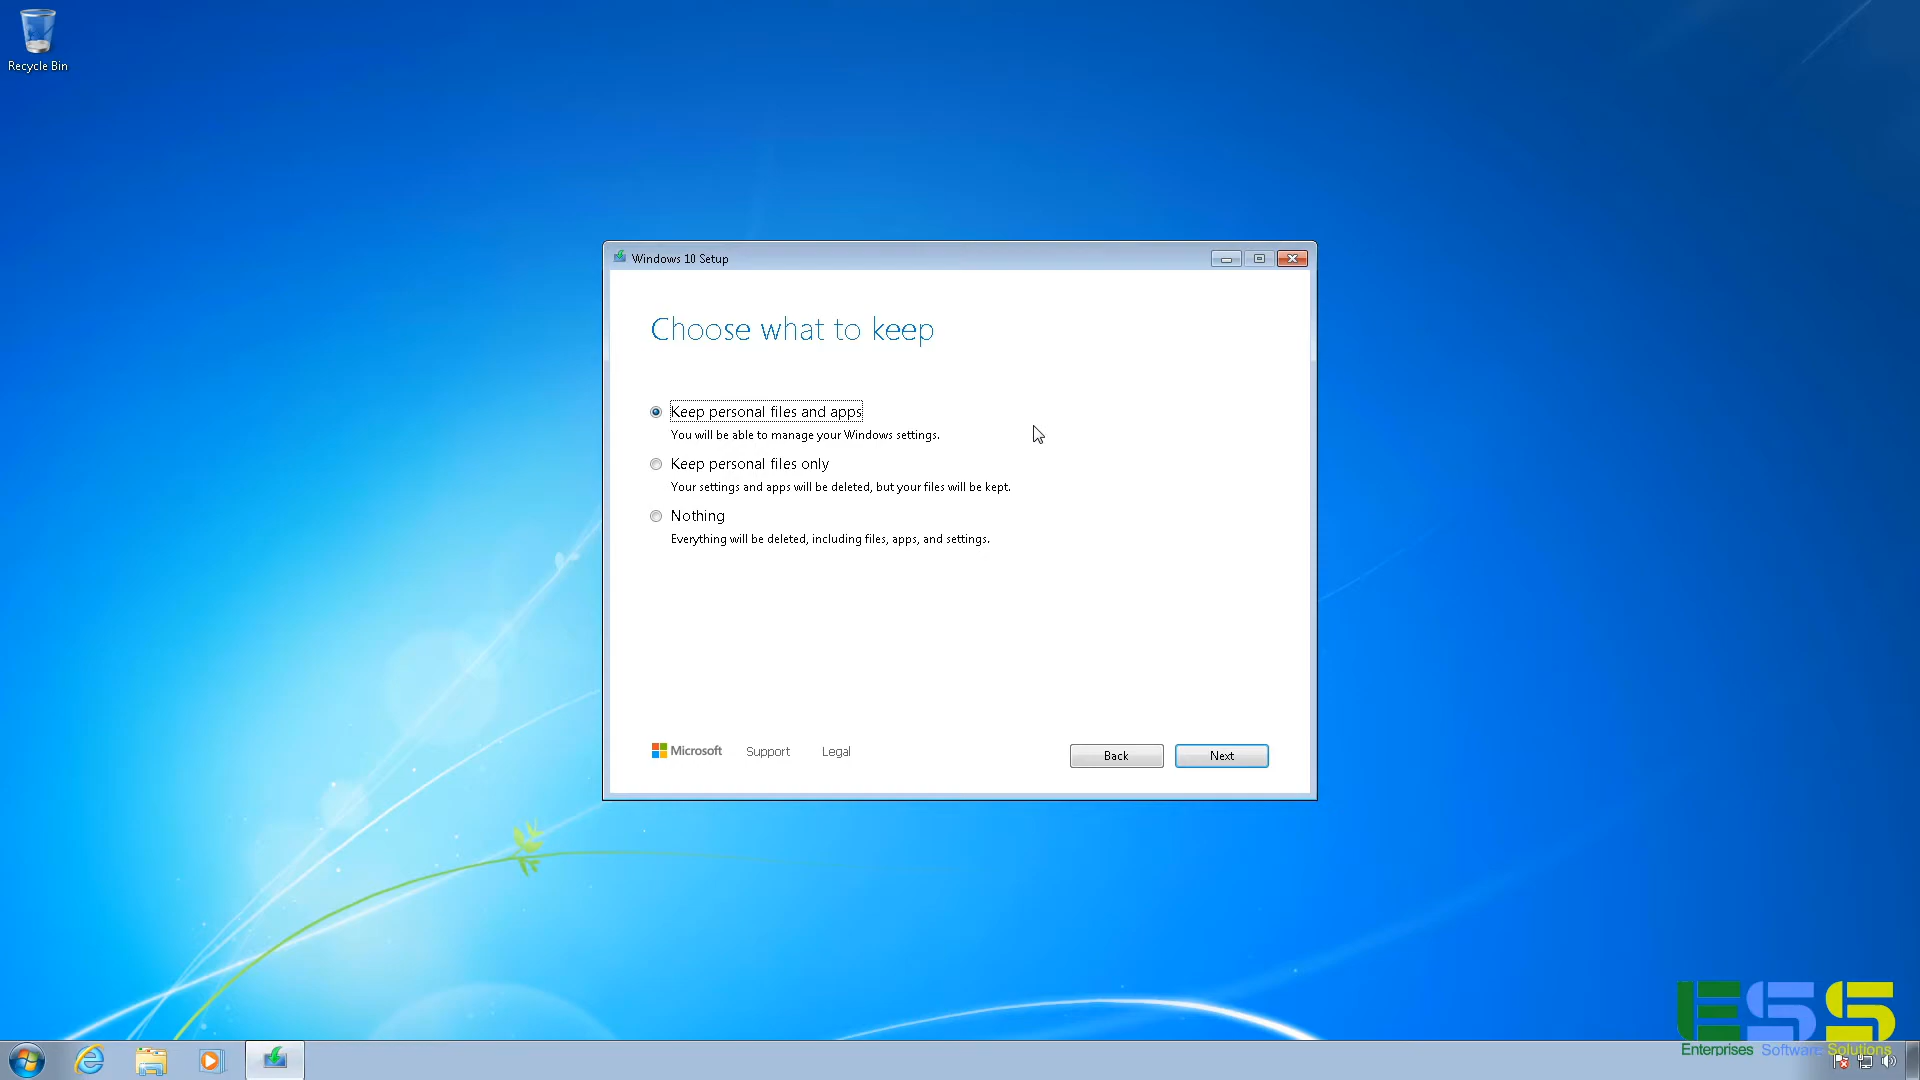 Recycle Bin
Windows 10 Setup
Choose what to keep
Keep personal files and apps
You will be able to manage your Windows settings.
Keep personal files only
Your settings and apps will be deleted, but your files will be kept.
Nothing
Everything will be deleted, including files, apps, and settings.
Microsoft Support Legal
Back Next
ESS
Enterprises Software Solutions